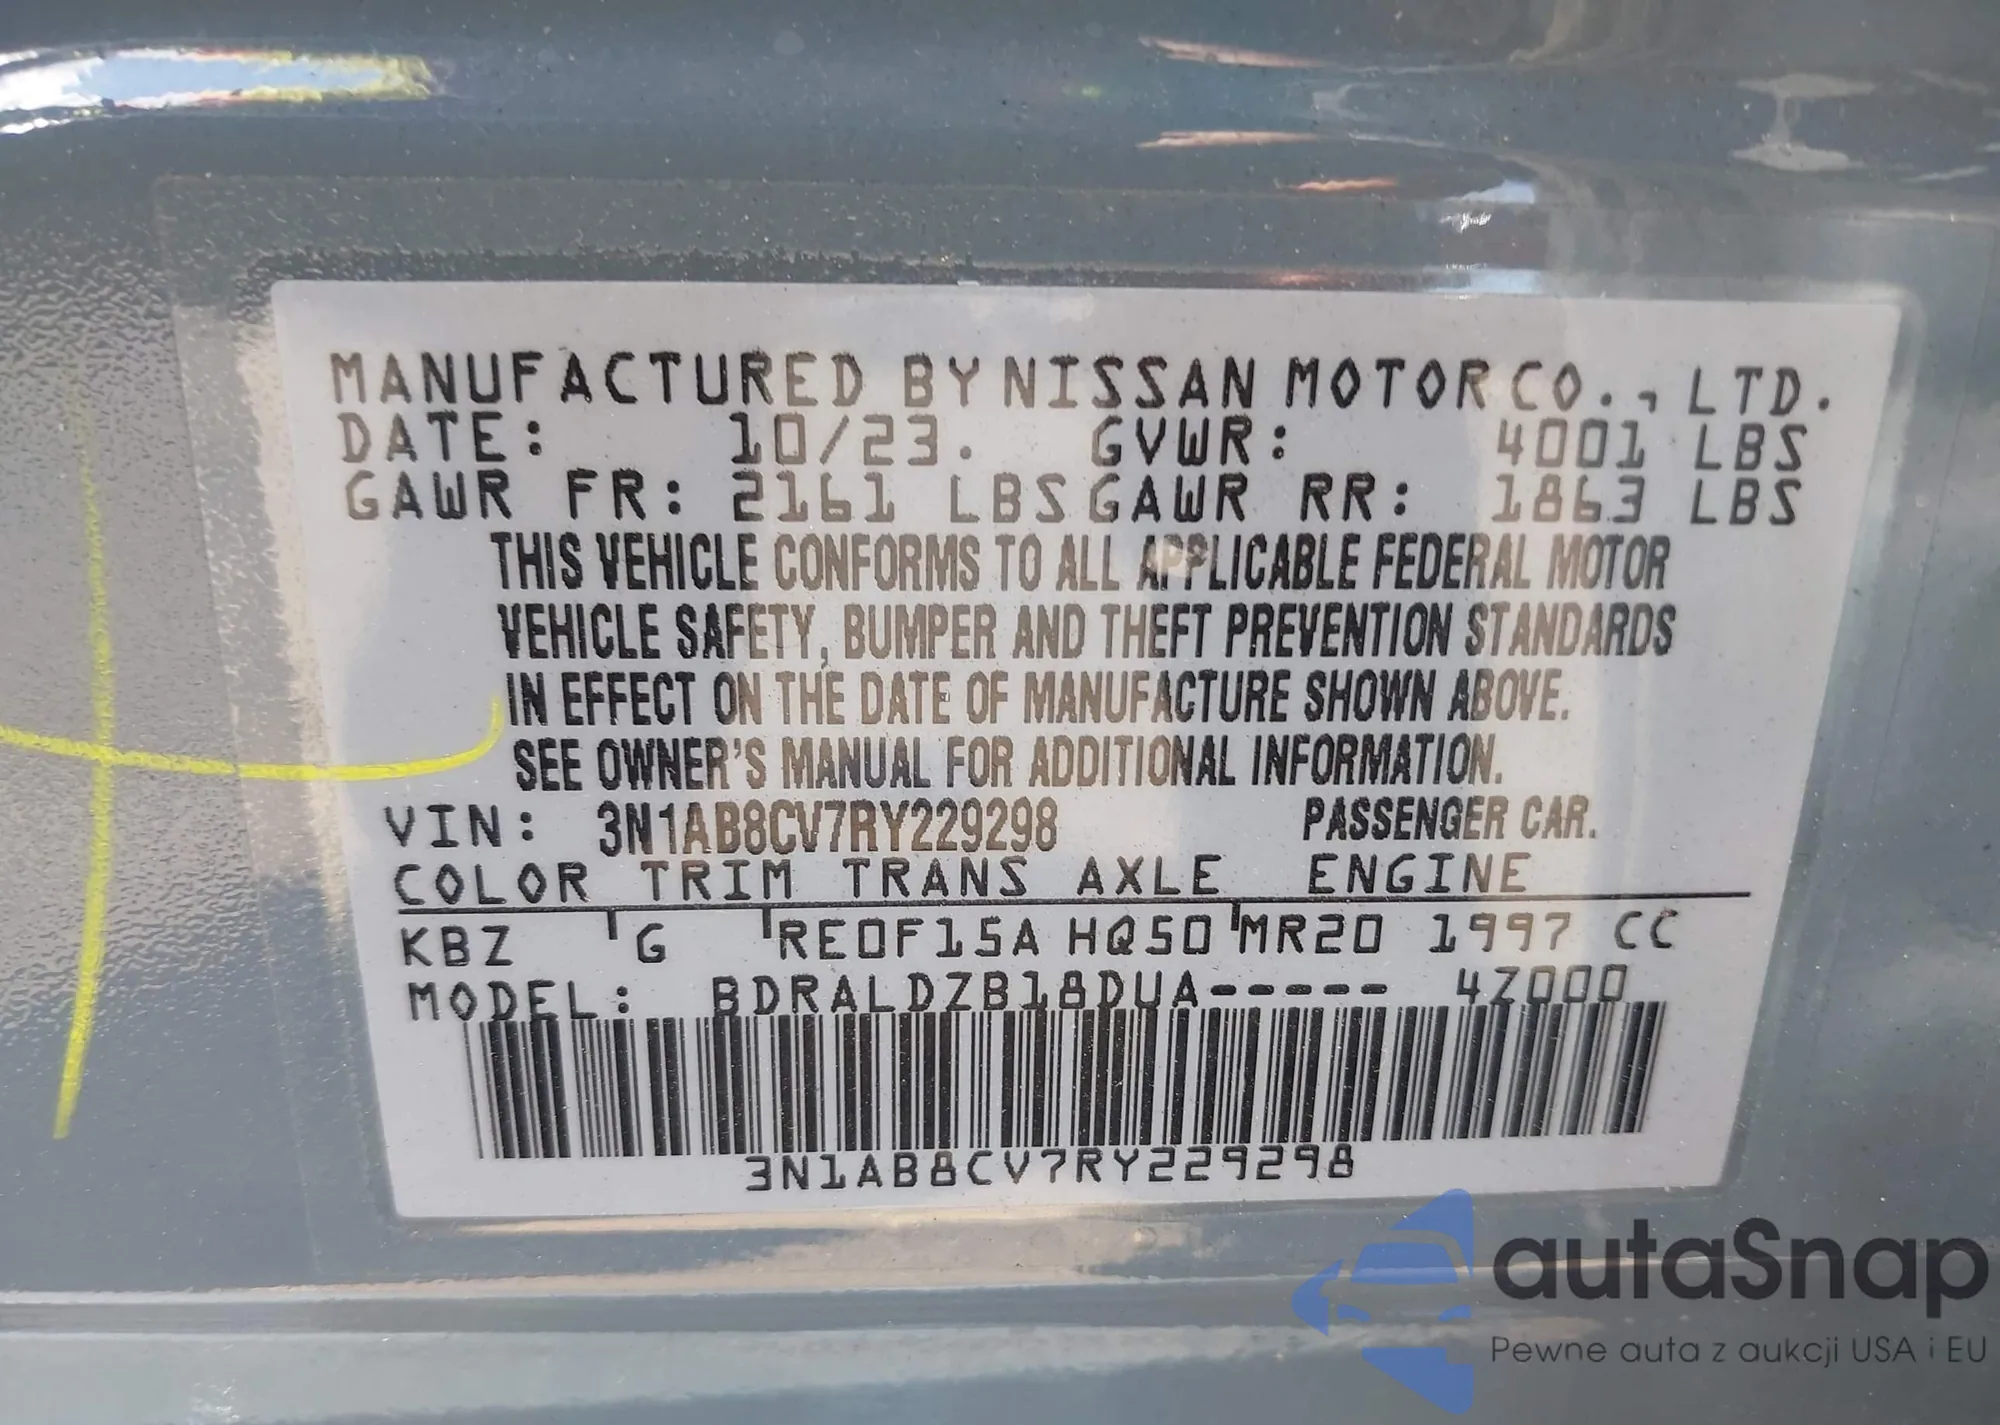 MANUFACTURED BY NISSAN MOTOR CO., LTD.
DATE: 10/23. GVWR: 4001 LBS
GAWR FR: 2161 LBS GAWR RR: 1863 LBS
THIS VEHICLE CONFORMS TO ALL APPLICABLE FEDERAL MOTOR
VEHICLE SAFETY, BUMPER AND THEFT PREVENTION STANDARDS
IN EFFECT ON THE DATE OF MANUFACTURE SHOWN ABOVE.
SEE OWNER'S MANUAL FOR ADDITIONAL INFORMATION.
VIN: 3N1AB8CV7RY229298 PASSENGER CAR.
COLOR TRIM TRANS AXLE ENGINE
KBZ G RE0F15A HQ50 MR20 1997 CC
MODEL: BDRALDZB18DUA----- 4Z000
3N1AB8CV7RY229298
autaSnap
Pewne auta z aukcji USA i EU